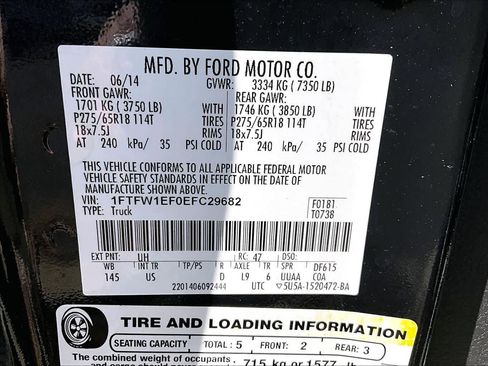 MFD. BY FORD MOTOR CO.
DATE: 06/14 GVWR: 3334 KG ( 7350 LB)
FRONT GAWR: REAR GAWR:
1701 KG ( 3750 LB) WITH 1746 KG ( 3850 LB) WITH
P275/65R18 114T TIRES P275/65R18 114T TIRES
18x7.5J RIMS 18x7.5J RIMS
AT 240 kPa/ 35 PSI COLD AT 240 kPa/ 35 PSI COLD
THIS VEHICLE CONFORMS TO ALL APPLICABLE FEDERAL MOTOR
VEHICLE SAFETY STANDARDS IN EFFECT ON THE DATE OF
MANUFACTURE SHOWN ABOVE.
VIN: 1FTFW1EF0EFC29682 F0181
TYPE: Truck T0738
EXT PNT: UH RC: 47 DSO:
WB INT TR TP/PS R AXLE TR SPR DF615
145 US D L9 6 UUAA C0A
2201406092444 UTC 5U5A-1520472-BA
TIRE AND LOADING INFORMATION
SEATING CAPACITY TOTAL: 5 FRONT: 2 REAR: 3
The combined weight of occupants 715 kg or 1577